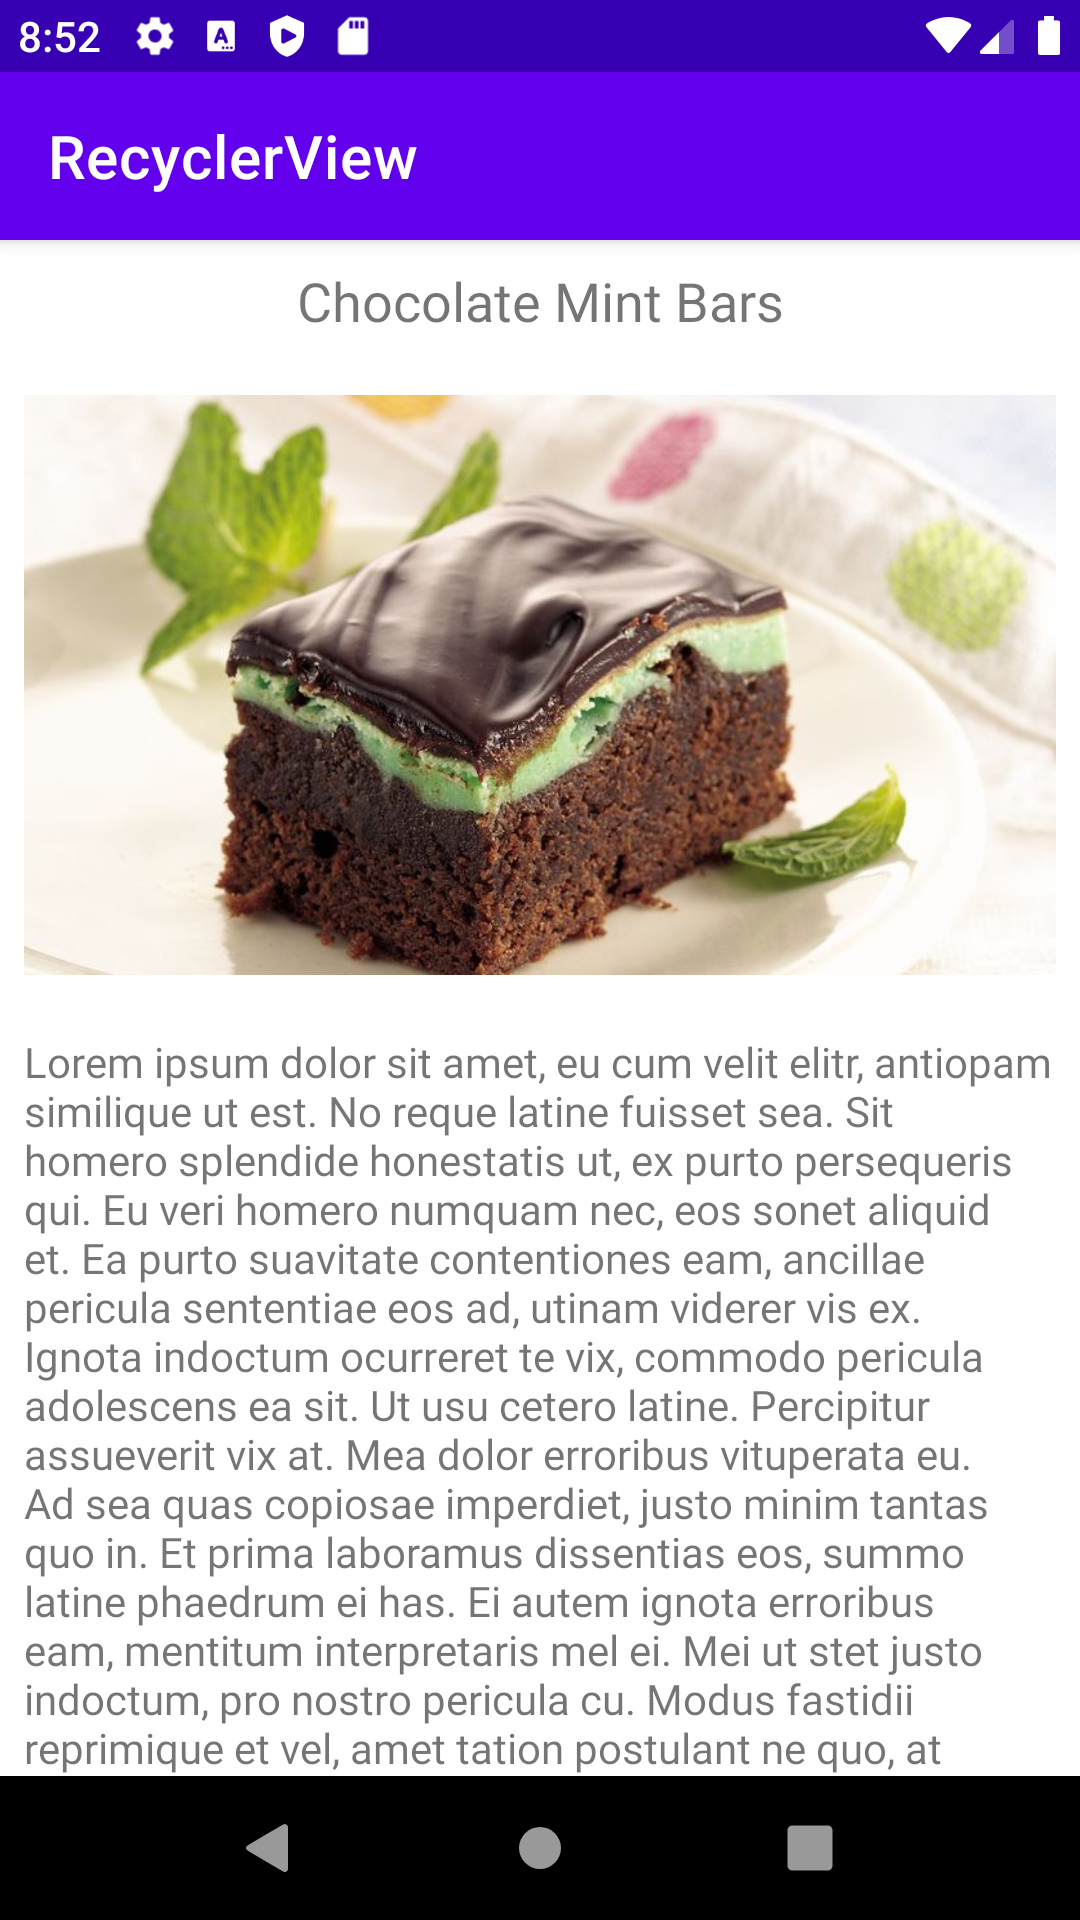 8:52
RecyclerView
Chocolate Mint Bars
Lorem ipsum dolor sit amet, eu cum velit elitr, antiopam
similique ut est. No reque latine fuisset sea. Sit
homero splendide honestatis ut, ex purto persequeris
qui. Eu veri homero numquam nec, eos sonet aliquid
et. Ea purto suavitate contentiones eam, ancillae
pericula sententiae eos ad, utinam viderer vis ex.
Ignota indoctum ocurreret te vix, commodo pericula
adolescens ea sit. Ut usu cetero latine. Percipitur
assueverit vix at. Mea dolor erroribus vituperata eu.
Ad sea quas copiosae imperdiet, justo minim tantas
quo in. Et prima laboramus dissentias eos, summo
latine phaedrum ei has. Ei autem ignota erroribus
eam, mentitum interpretaris mel ei. Mei ut stet justo
indoctum, pro nostro pericula cu. Modus fastidii
reprimique et vel, amet tation postulant ne quo, at